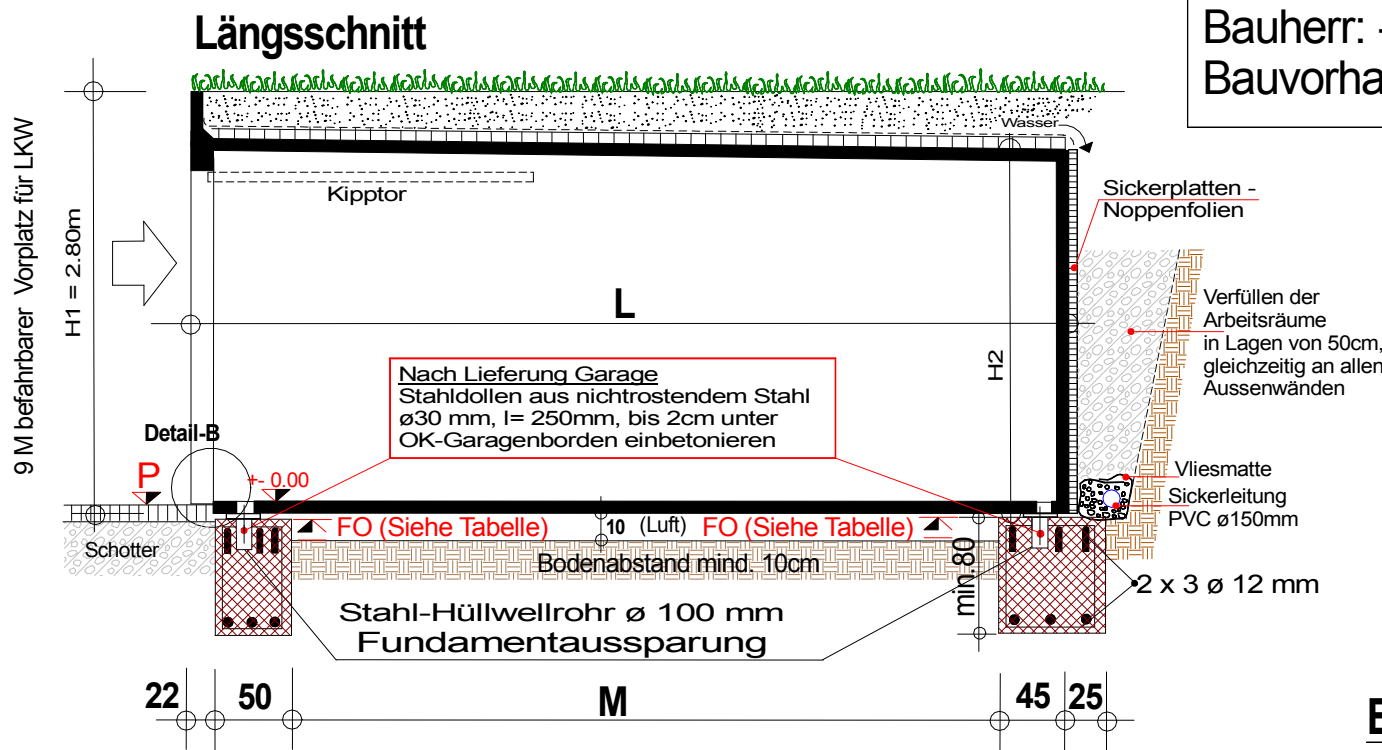 Längsschnitt
Bauherr: -
Bauvorha
9 M befahrbarer Vorplatz für LKW
H1 = 2.80m
Wasser
Kipptor
Sickerplatten -
Noppenfolien
L
H2
Verfüllen der
Arbeitsräume
in Lagen von 50cm,
gleichzeitig an allen
Aussenwänden
Nach Lieferung Garage
Stahldollen aus nichtrostendem Stahl
ø30 mm, l= 250mm, bis 2cm unter
OK-Garagenborden einbetonieren
Detail-B
P
+- 0.00
Vliesmatte
Sickerleitung
PVC ø150mm
FO (Siehe Tabelle)
10 (Luft)
FO (Siehe Tabelle)
Schotter
Bodenabstand mind. 10cm
min.80
2 x 3 ø 12 mm
Stahl-Hüllwellrohr ø 100 mm
Fundamentaussparung
22 50 M 45 25